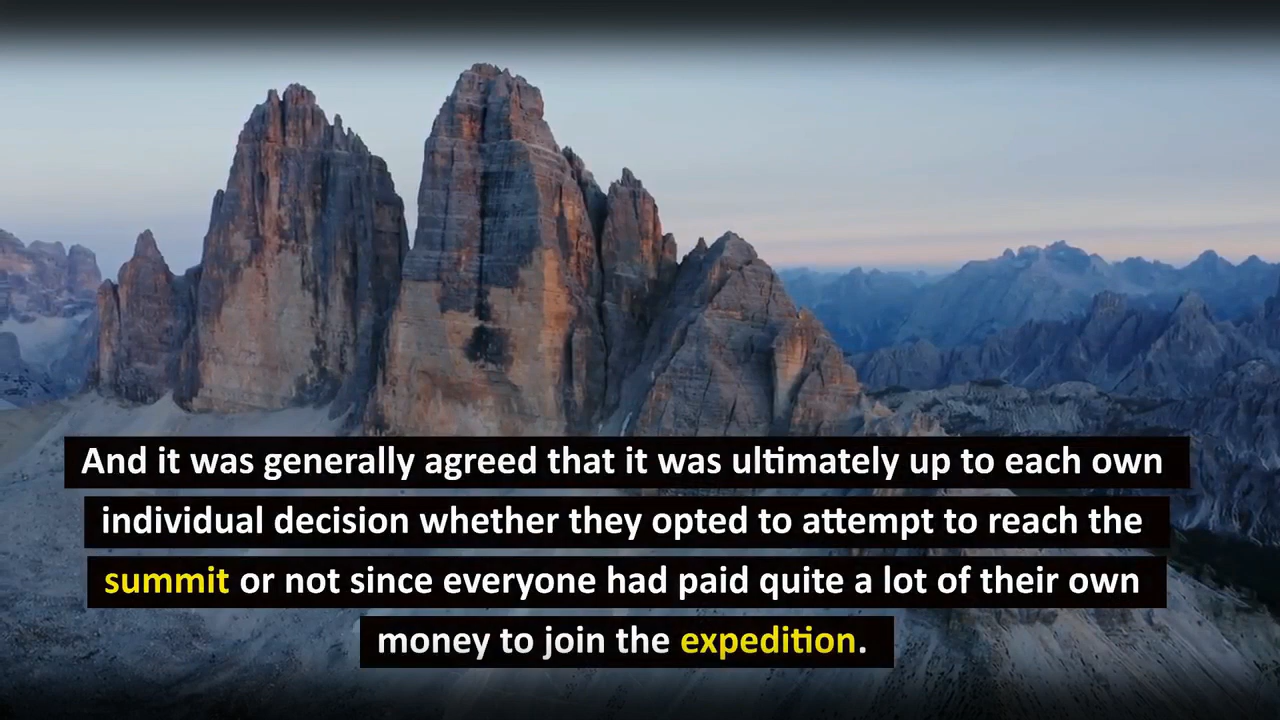 And it was generally agreed that it was ultimately up to each own
individual decision whether they opted to attempt to reach the
summit or not since everyone had paid quite a lot of their own
money to join the expedition.